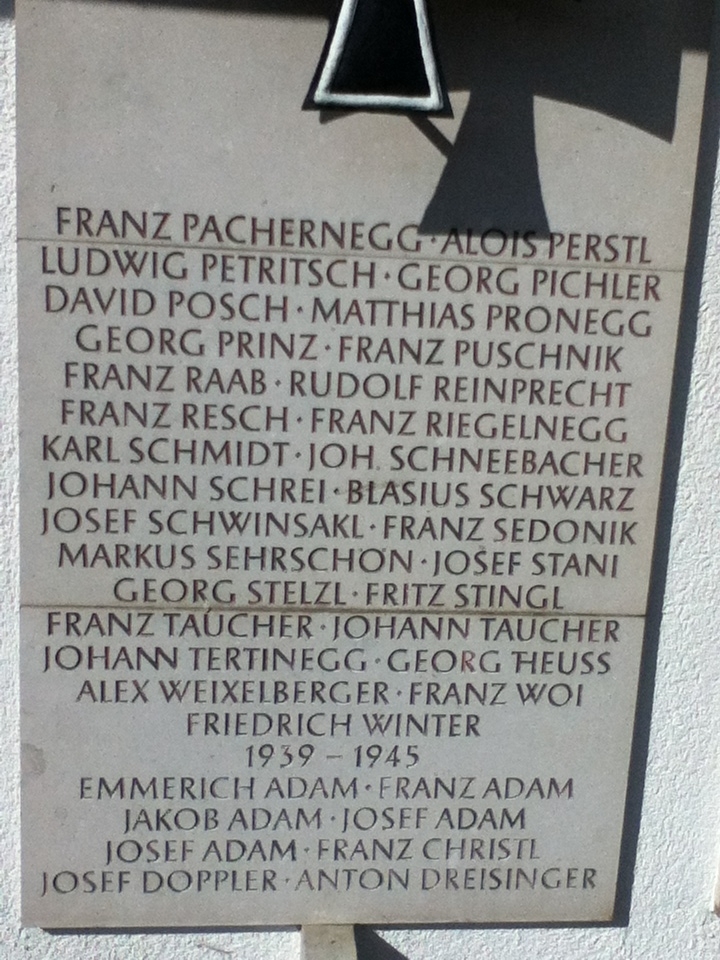 FRANZ PACHERNEGG · ALOIS PERSTL
LUDWIG PETRITSCH · GEORG PICHLER
DAVID POSCH · MATTHIAS PRONEGG
GEORG PRINZ · FRANZ PUSCHNIK
FRANZ RAAB · RUDOLF REINPRECHT
FRANZ RESCH · FRANZ RIEGELNEGG
KARL SCHMIDT · JOH. SCHNEEBACHER
JOHANN SCHREI · BLASIUS SCHWARZ
JOSEF SCHWINSAKL · FRANZ SEDONIK
MARKUS SEHRSCHÖN · JOSEF STANI
GEORG STELZL · FRITZ STINGL
FRANZ TAUCHER · JOHANN TAUCHER
JOHANN TERTINEGG · GEORG THEUSS
ALEX WEIXELBERGER · FRANZ WOI
FRIEDRICH WINTER
1939 – 1945
EMMERICH ADAM · FRANZ ADAM
JAKOB ADAM · JOSEF ADAM
JOSEF ADAM · FRANZ CHRISTL
JOSEF DOPPLER · ANTON DREISINGER